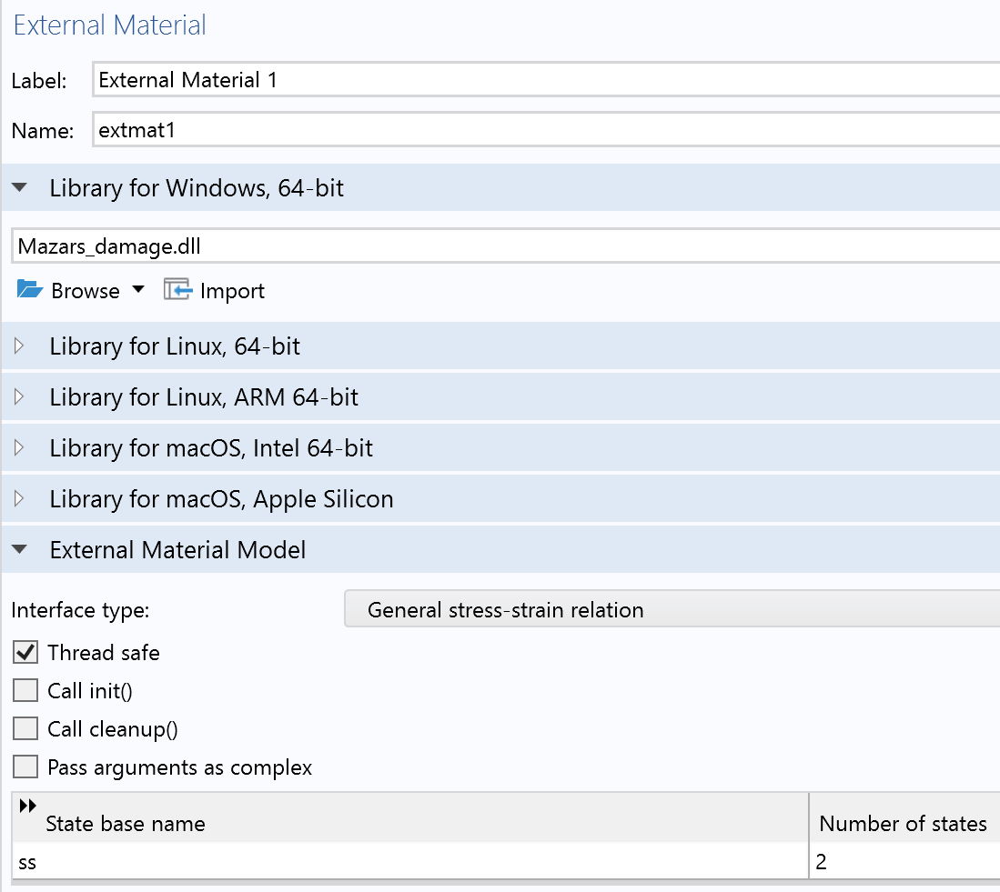 External Material
Label: External Material 1
Name: extmat1
Library for Windows, 64-bit
Mazars_damage.dll
Browse Import
Library for Linux, 64-bit
Library for Linux, ARM 64-bit
Library for macOS, Intel 64-bit
Library for macOS, Apple Silicon
External Material Model
Interface type: General stress-strain relation
Thread safe
Call init()
Call cleanup()
Pass arguments as complex
State base name Number of states
ss 2